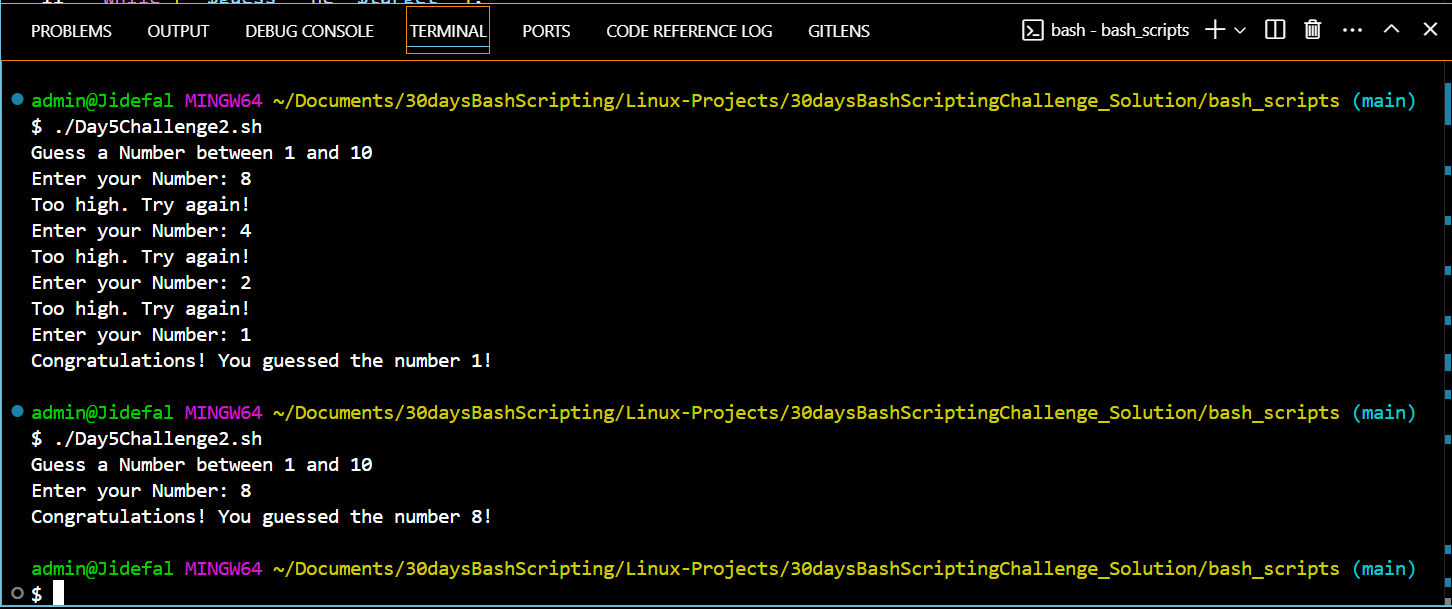 PROBLEMS OUTPUT DEBUG CONSOLE TERMINAL PORTS CODE REFERENCE LOG GITLENS bash - bash_scripts
admin@Jidefal MINGW64 ~/Documents/30daysBashScripting/Linux-Projects/30daysBashScriptingChallenge_Solution/bash_scripts (main)
$ ./Day5Challenge2.sh
Guess a Number between 1 and 10
Enter your Number: 8
Too high. Try again!
Enter your Number: 4
Too high. Try again!
Enter your Number: 2
Too high. Try again!
Enter your Number: 1
Congratulations! You guessed the number 1!
admin@Jidefal MINGW64 ~/Documents/30daysBashScripting/Linux-Projects/30daysBashScriptingChallenge_Solution/bash_scripts (main)
$ ./Day5Challenge2.sh
Guess a Number between 1 and 10
Enter your Number: 8
Congratulations! You guessed the number 8!
admin@Jidefal MINGW64 ~/Documents/30daysBashScripting/Linux-Projects/30daysBashScriptingChallenge_Solution/bash_scripts (main)
$